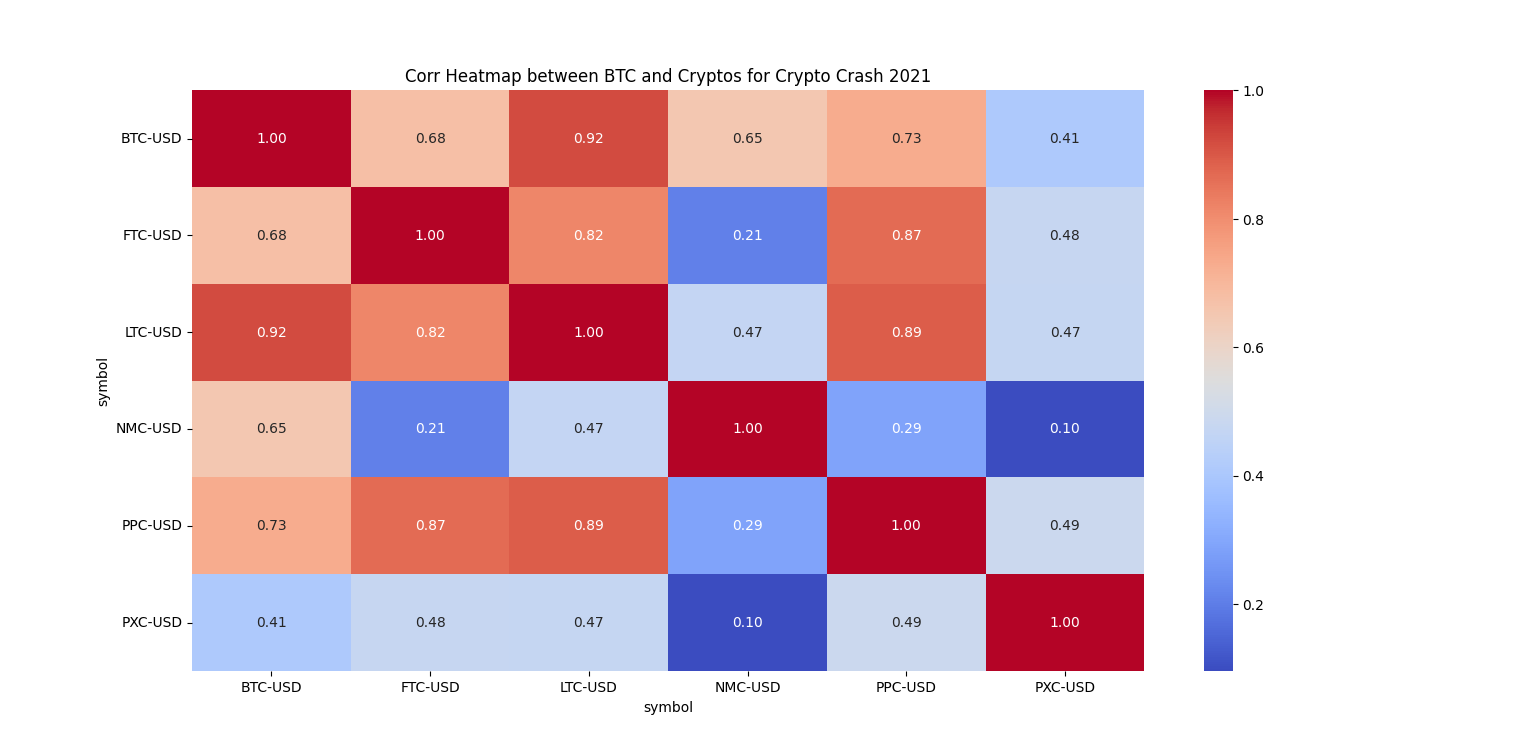 Corr Heatmap between BTC and Cryptos for Crypto Crash 2021
BTC-USD 1.00 0.68 0.92 0.65 0.73 0.41
FTC-USD 0.68 1.00 0.82 0.21 0.87 0.48
LTC-USD 0.92 0.82 1.00 0.47 0.89 0.47
NMC-USD 0.65 0.21 0.47 1.00 0.29 0.10
PPC-USD 0.73 0.87 0.89 0.29 1.00 0.49
PXC-USD 0.41 0.48 0.47 0.10 0.49 1.00
symbol
BTC-USD FTC-USD LTC-USD NMC-USD PPC-USD PXC-USD
symbol
1.0
0.8
0.6
0.4
0.2